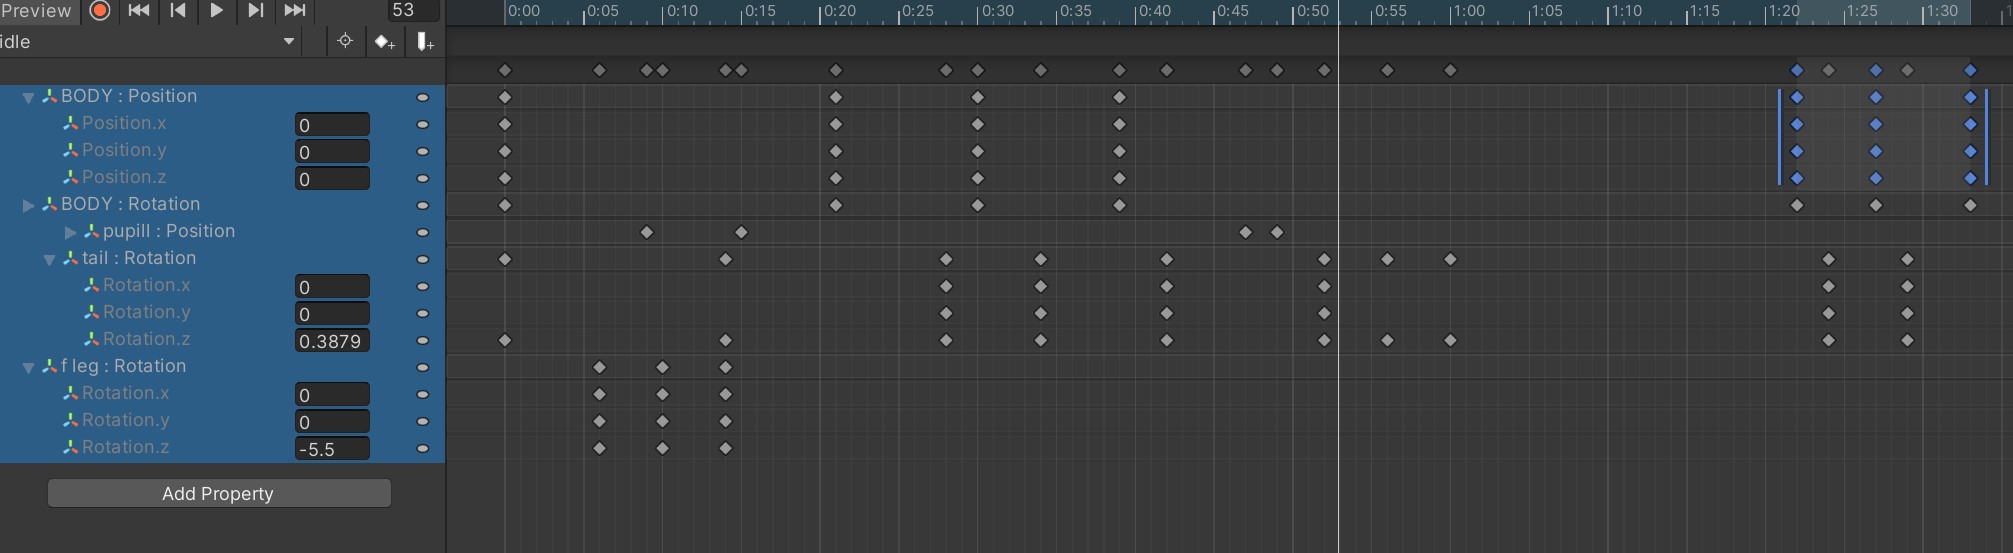 Preview 53 0:00 0:05 0:10 0:15 0:20 0:25 0:30 0:35 0:40 0:45 0:50 0:55 1:00 1:05 1:10 1:15 1:20 1:25 1:30
idle
BODY : Position
Position.x 0
Position.y 0
Position.z 0
BODY : Rotation
pupill : Position
tail : Rotation
Rotation.x 0
Rotation.y 0
Rotation.z 0.3879
f leg : Rotation
Rotation.x 0
Rotation.y 0
Rotation.z -5.5
Add Property